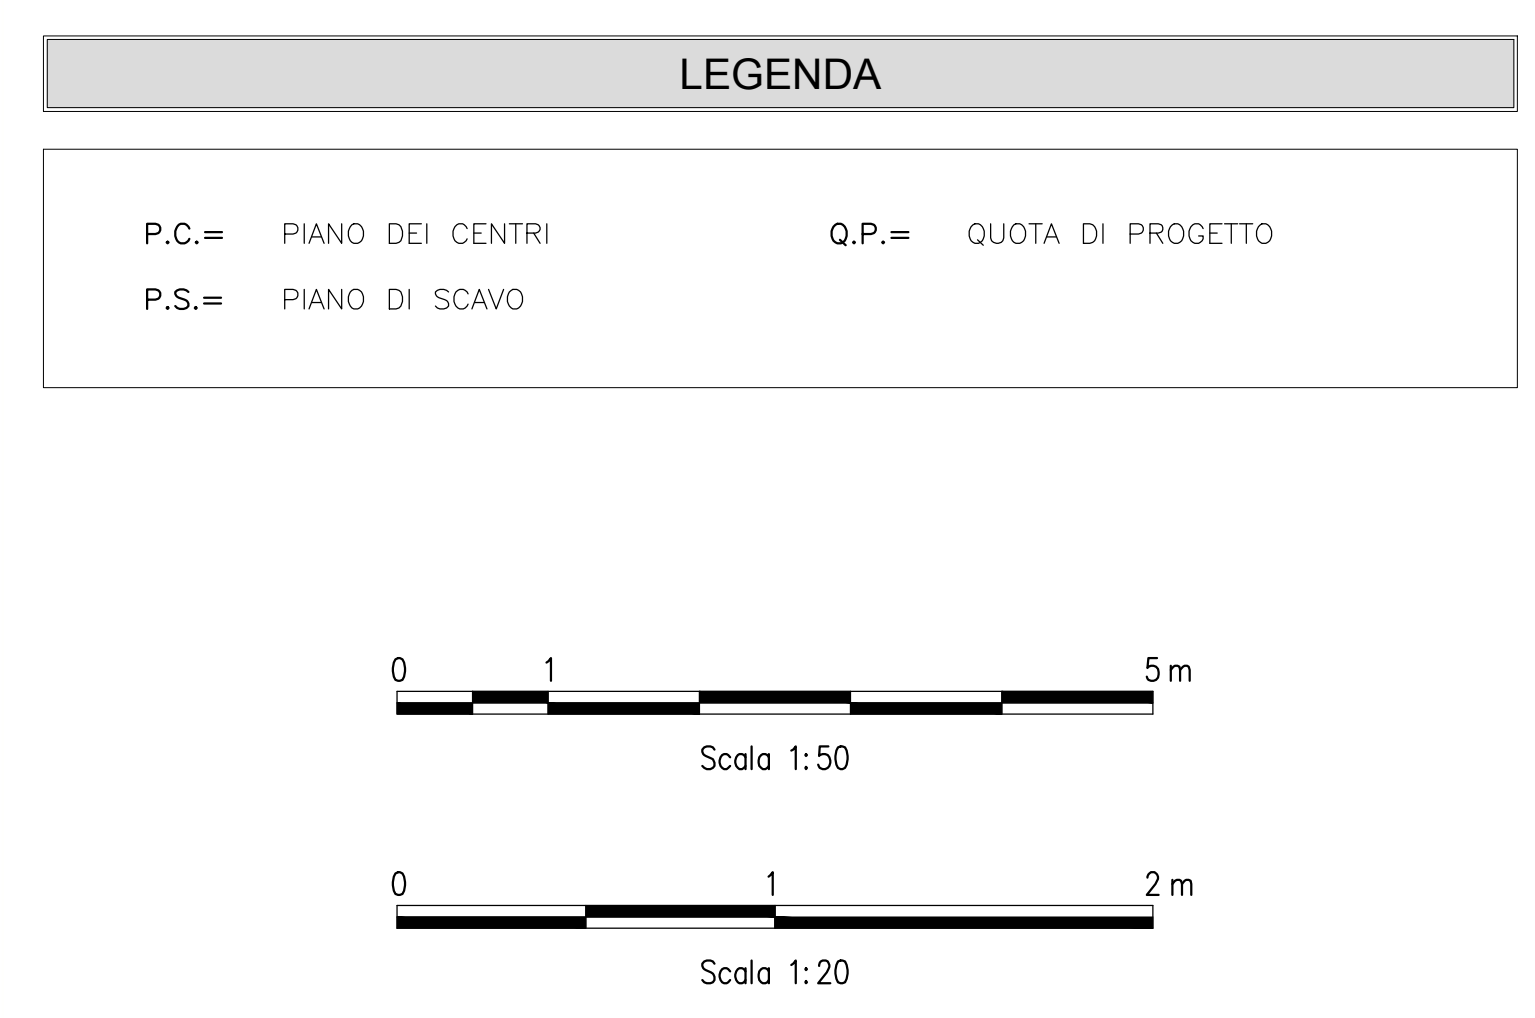 LEGENDA
P.C.= PIANO DEI CENTRI Q.P.= QUOTA DI PROGETTO
P.S.= PIANO DI SCAVO
0 1 5 m
Scala 1:50
0 1 2 m
Scala 1:20